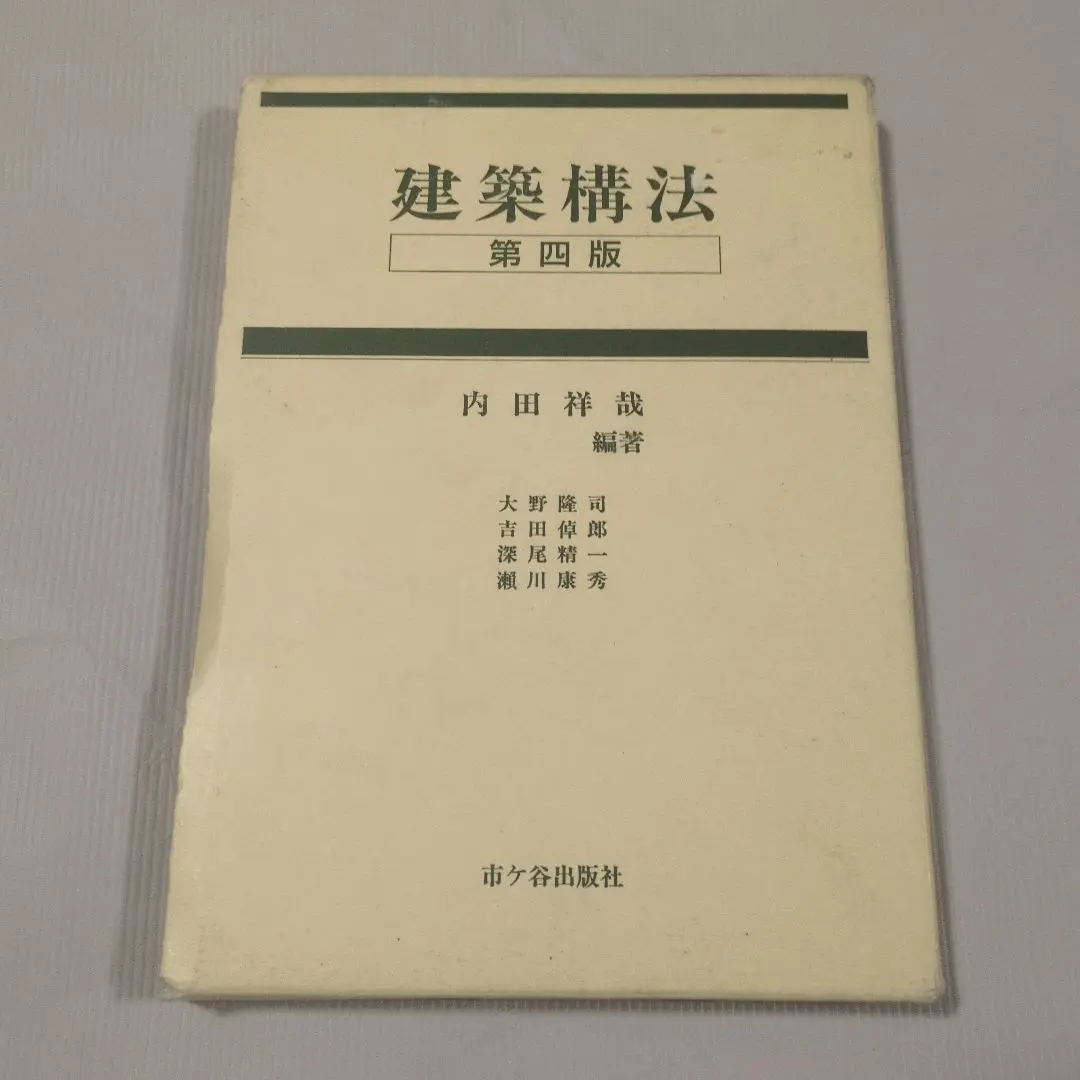 建築構法
第四版
内田祥哉
編著
大野隆司
吉田倬郎
深尾精一
瀬川康秀
市ケ谷出版社